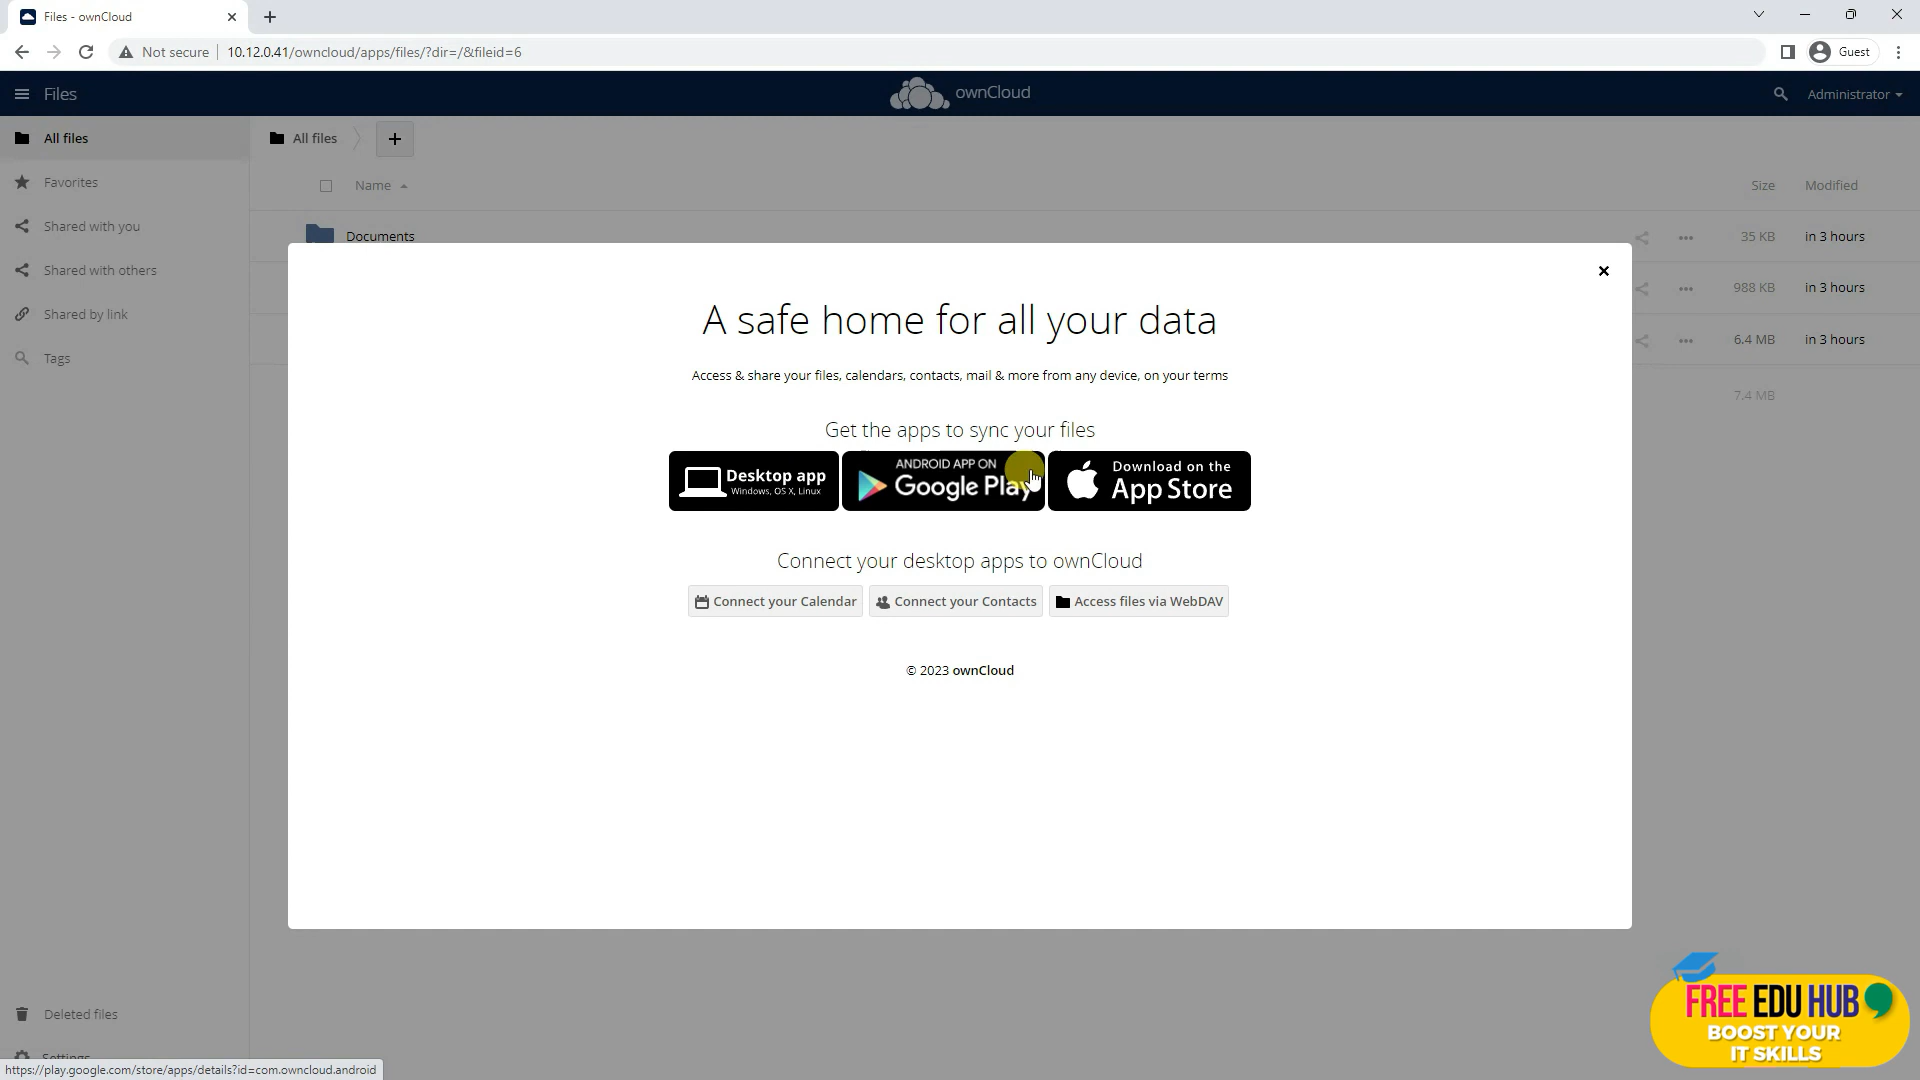 Files - ownCloud
Not secure
10.12.0.41/owncloud/apps/files/?dir=/&fileid=6
Guest
Files
ownCloud
Administrator
All files
Favorites
Shared with you
Shared with others
Shared by link
Tags
All files
+
Name
Size
Modified
Documents
35 KB
in 3 hours
988 KB
in 3 hours
6.4 MB
in 3 hours
7.4 MB
A safe home for all your data
Access & share your files, calendars, contacts, mail & more from any device, on your terms
Get the apps to sync your files
Desktop app
Windows, OS X, Linux
ANDROID APP ON
Google Play
Download on the
App Store
Connect your desktop apps to ownCloud
Connect your Calendar
Connect your Contacts
Access files via WebDAV
© 2023 ownCloud
Deleted files
Settings
https://play.google.com/store/apps/details?id=com.owncloud.android
FREE EDU HUB
BOOST YOUR
IT SKILLS